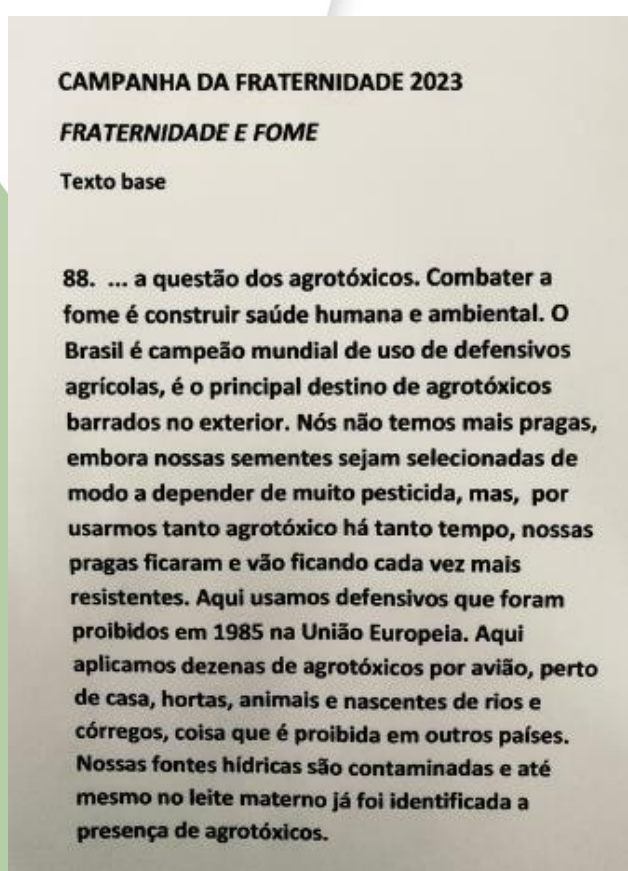 CAMPANHA DA FRATERNIDADE 2023
FRATERNIDADE E FOME
Texto base
88. ... a questão dos agrotóxicos. Combater a
fome é construir saúde humana e ambiental. O
Brasil é campeão mundial de uso de defensivos
agrícolas, é o principal destino de agrotóxicos
barrados no exterior. Nós não temos mais pragas,
embora nossas sementes sejam selecionadas de
modo a depender de muito pesticida, mas, por
usarmos tanto agrotóxico há tanto tempo, nossas
pragas ficaram e vão ficando cada vez mais
resistentes. Aqui usamos defensivos que foram
proibidos em 1985 na União Europeia. Aqui
aplicamos dezenas de agrotóxicos por avião, perto
de casa, hortas, animais e nascentes de rios e
córregos, coisa que é proibida em outros países.
Nossas fontes hídricas são contaminadas e até
mesmo no leite materno já foi identificada a
presença de agrotóxicos.